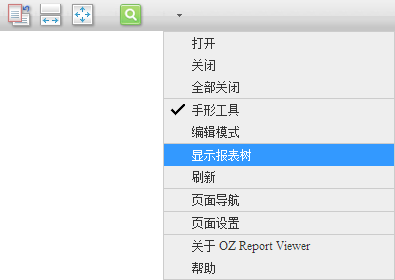 打开
关闭
全部关闭
手形工具
编辑模式
显示报表树
刷新
页面导航
页面设置
关于 OZ Report Viewer
帮助